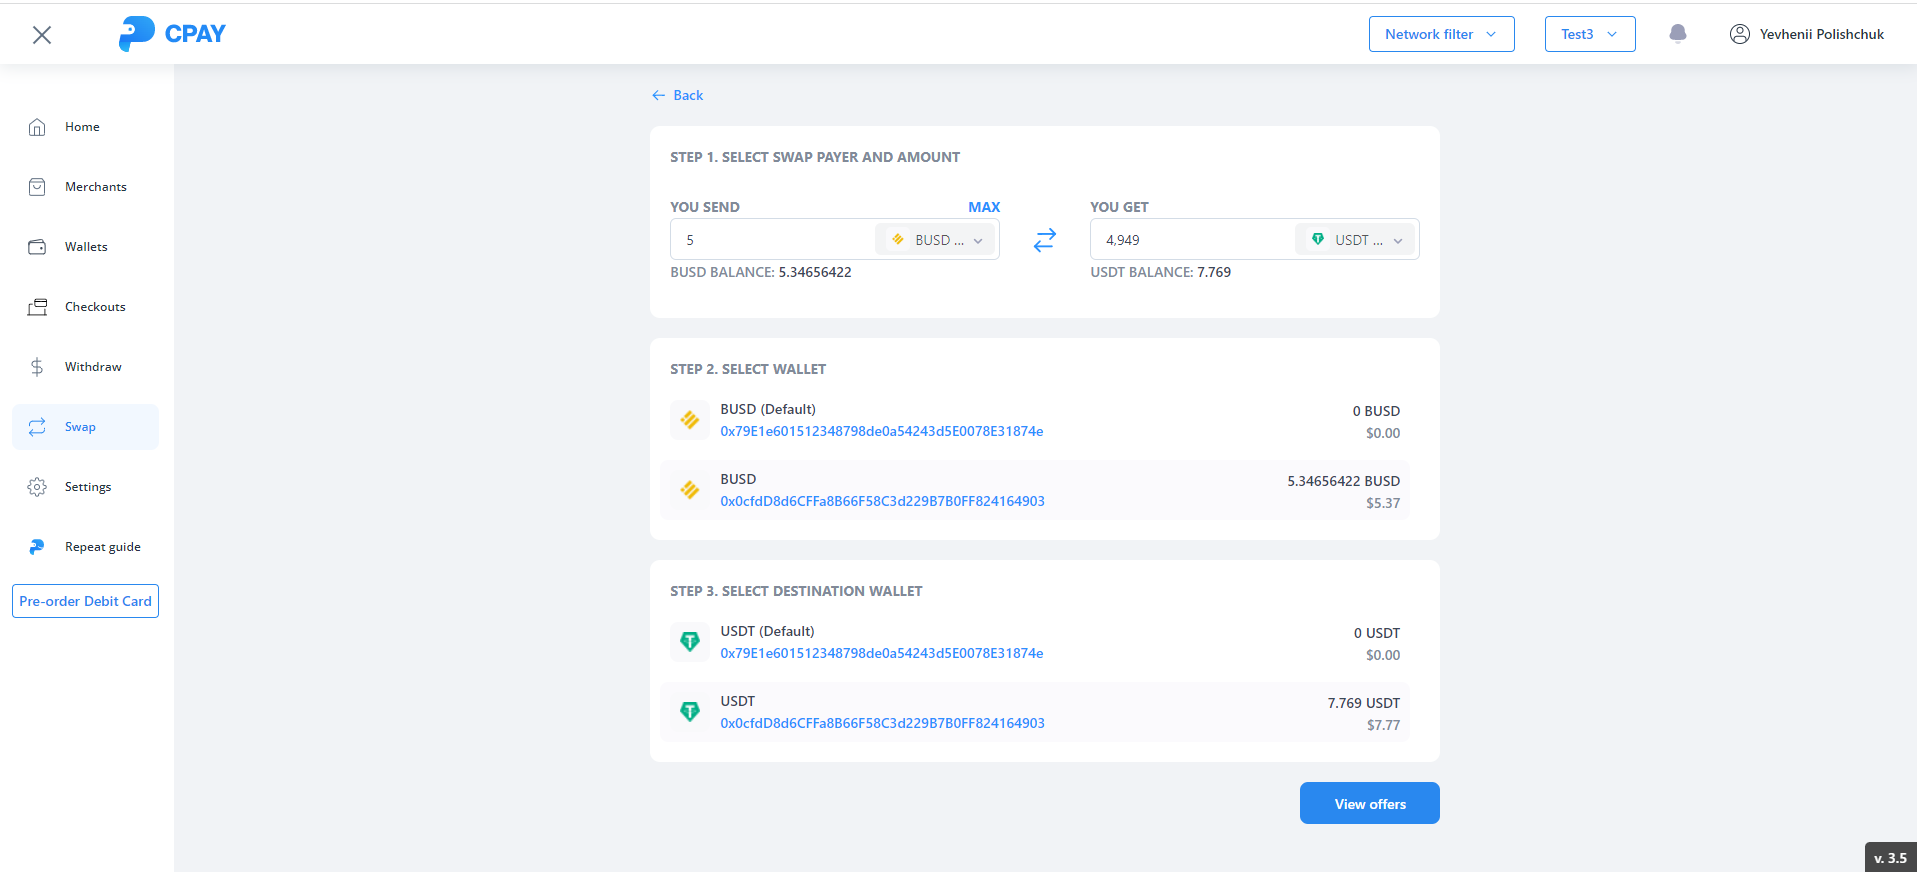 CPAY
Network filter
Test3
Yevhenii Polishchuk
Home
Merchants
Wallets
Checkouts
Withdraw
Swap
Settings
Repeat guide
Pre-order Debit Card
Back
STEP 1. SELECT SWAP PAYER AND AMOUNT
YOU SEND MAX
5 BUSD ...
BUSD BALANCE: 5.34656422
YOU GET
4,949 USDT ...
USDT BALANCE: 7.769
STEP 2. SELECT WALLET
BUSD (Default) 0 BUSD
0x79E1e601512348798de0a54243d5E0078E31874e $0.00
BUSD 5.34656422 BUSD
0x0cfdD8d6CFFa8B66F58C3d229B7B0FF824164903 $5.37
STEP 3. SELECT DESTINATION WALLET
USDT (Default) 0 USDT
0x79E1e601512348798de0a54243d5E0078E31874e $0.00
USDT 7.769 USDT
0x0cfdD8d6CFFa8B66F58C3d229B7B0FF824164903 $7.77
View offers
v. 3.5